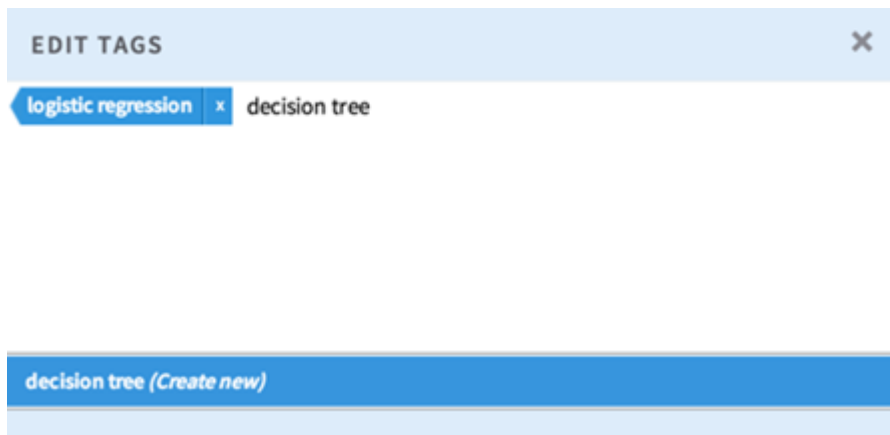 EDIT TAGS ×
logistic regression x decision tree
decision tree (Create new)